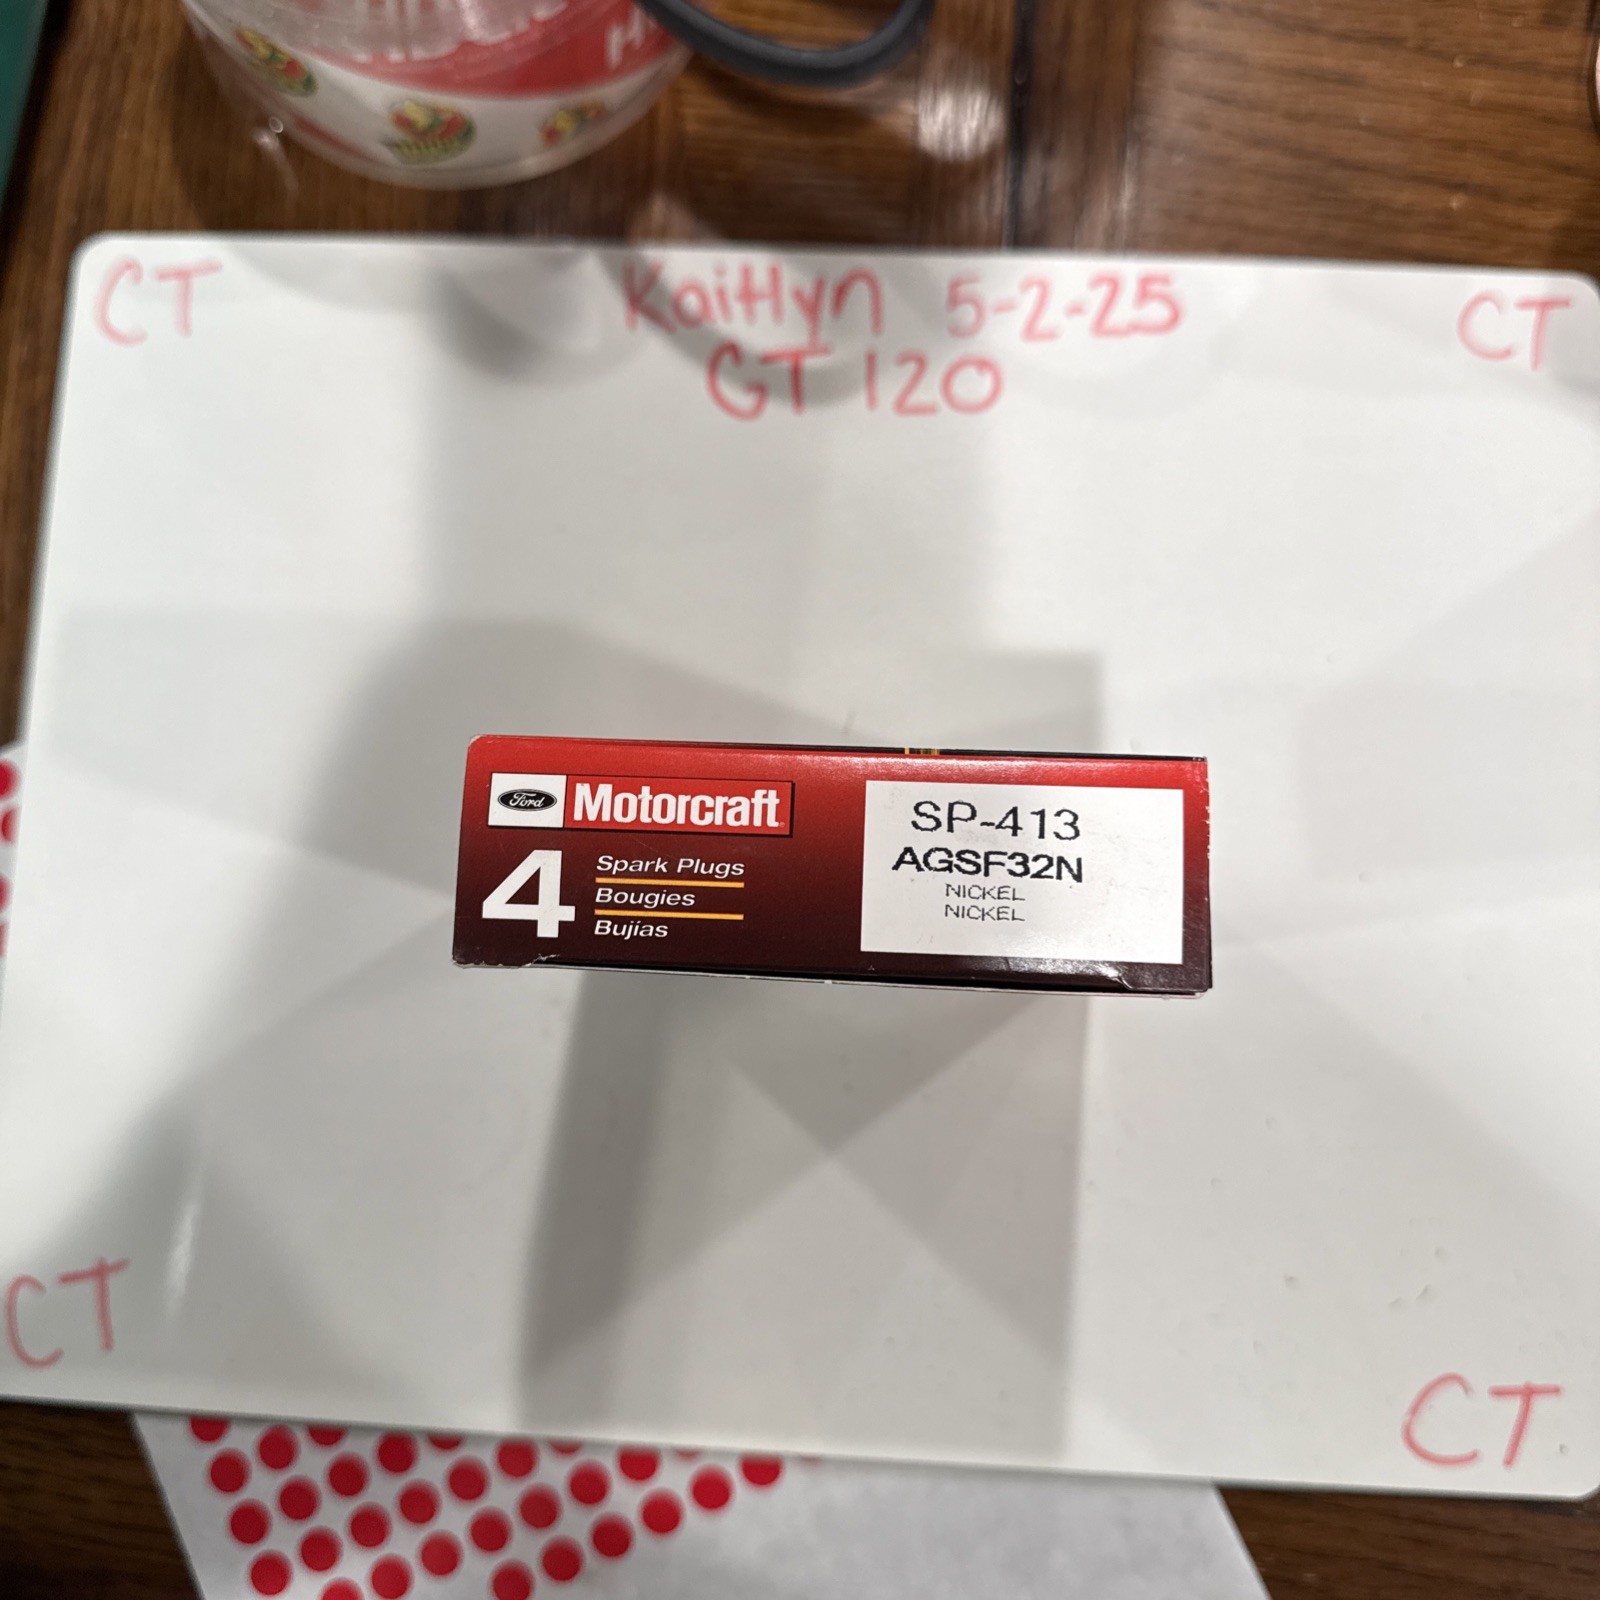 CT
Kaitlyn 5-2-25
CT
GT 120
Ford
Motorcraft
4
Spark Plugs
Bougies
Bujías
SP-413
AGSF32N
NICKEL
NICKEL
CT
CT